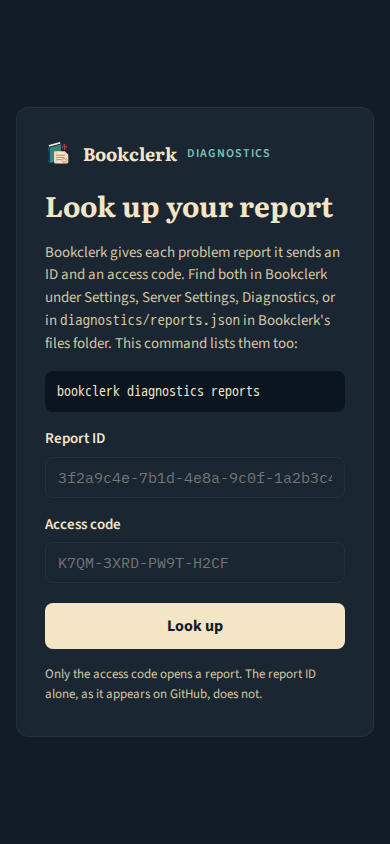 Bookclerk DIAGNOSTICS
Look up your report
Bookclerk gives each problem report it sends an
ID and an access code. Find both in Bookclerk
under Settings, Server Settings, Diagnostics, or
in diagnostics/reports.json in Bookclerk's
files folder. This command lists them too:
bookclerk diagnostics reports
Report ID
3f2a9c4e-7b1d-4e8a-9c0f-1a2b3c4
Access code
K7QM-3XRD-PW9T-H2CF
Look up
Only the access code opens a report. The report ID
alone, as it appears on GitHub, does not.